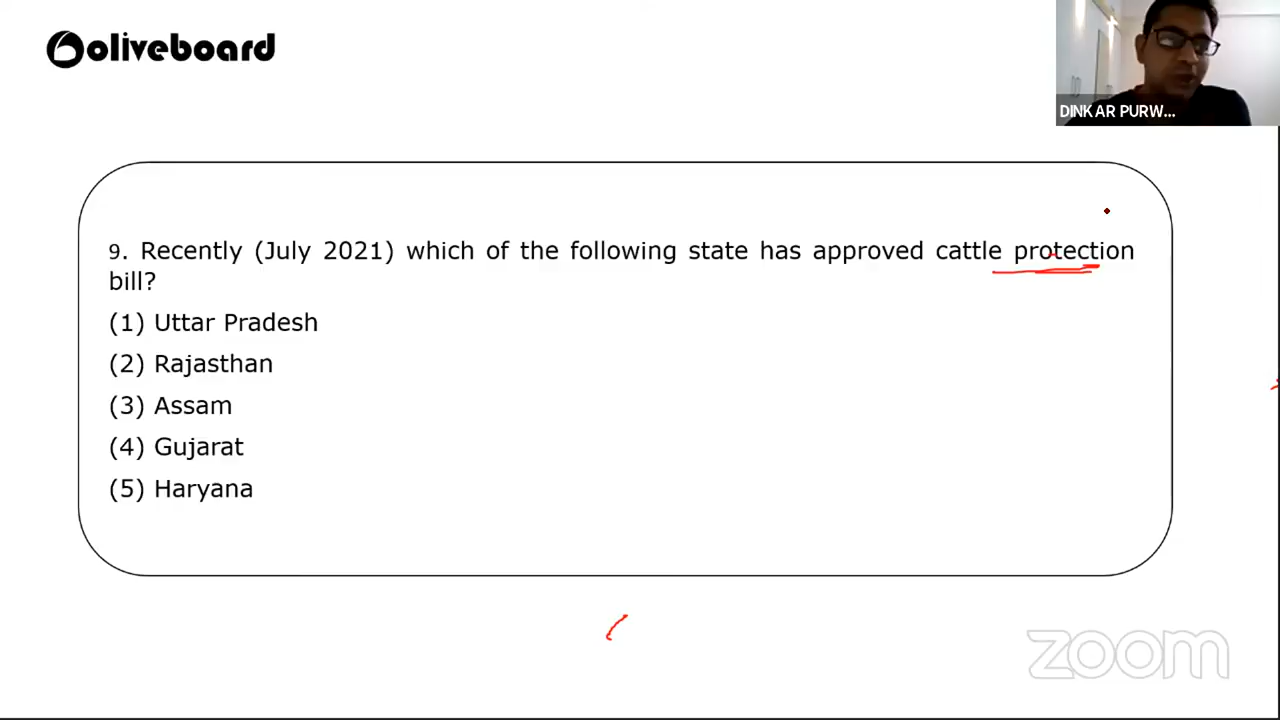 oliveboard
DINKAR PURW...
9. Recently (July 2021) which of the following state has approved cattle protection
bill?
(1) Uttar Pradesh
(2) Rajasthan
(3) Assam
(4) Gujarat
(5) Haryana
zoom